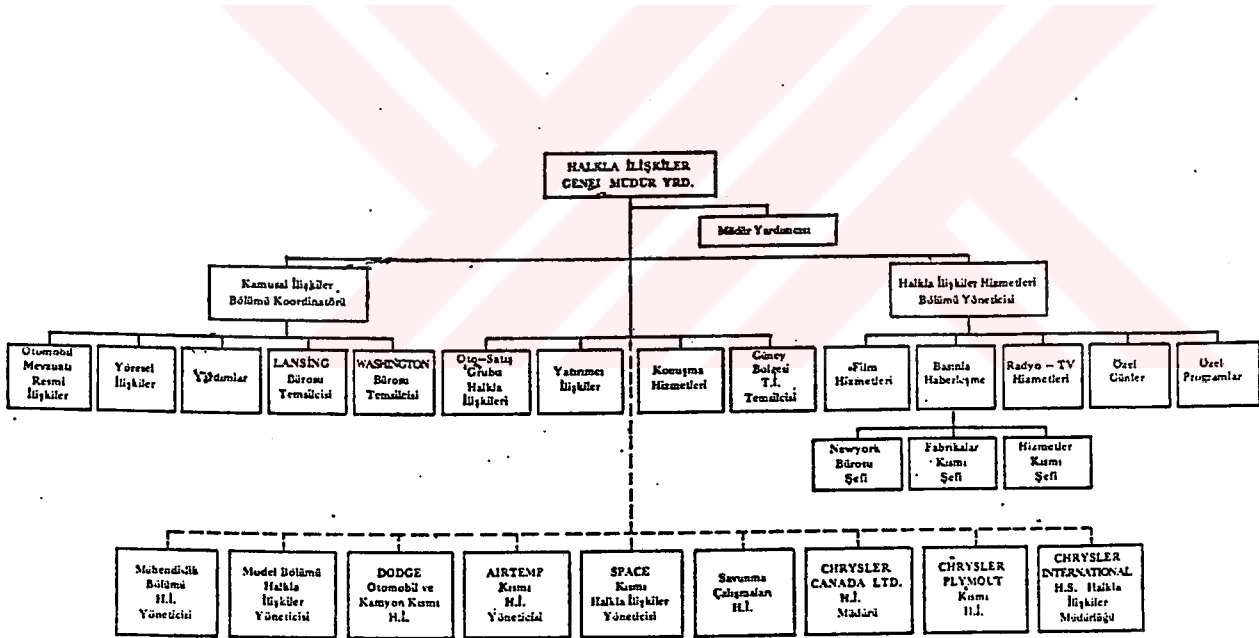 HALKLA İLİŞKİLER
GENEL MÜDÜR YRD.
Müdür Yardımcısı
Kamusal İlişkiler
Bölümü Koordinatörü
Halkla İlişkiler Hizmetleri
Bölümü Yöneticisi
Otomobil
Mevzuatı
Resmi
İlişkiler
Yöresel
İlişkiler
Yardımlar
LANSİNG
Bürosu
Temsilcisi
WASHINGTON
Bürosu
Temsilcisi
Oto-Satış
Grubu
Halkla
İlişkileri
Yatırımcı
İlişkiler
Konuşma
Hizmetleri
Güney
Bölgesi
T.İ.
Temsilcisi
Film
Hizmetleri
Basınla
Haberleşme
Radyo - TV
Hizmetleri
Özel
Günler
Özel
Programlar
Newyork
Bürosu
Şefi
Fabrikalar
Kısmı
Şefi
Hizmetler
Kısmı
Şefi
Mühendislik
Bölümü
H.İ.
Yöneticisi
Model Bölümü
Halkla
İlişkiler
Yöneticisi
DODGE
Otomobil ve
Kamyon Kısmı
H.İ.
AIRTEMP
Kısmı
H.İ.
Yöneticisi
SPACE
Kısmı
Halkla İlişkiler
Yöneticisi
Savunma
Çalışmaları
H.İ.
CHRYSLER
CANADA LTD.
H.İ.
Müdürü
CHRYSLER
PLYMOUT
Kısmı
H.İ.
CHRYSLER
INTERNATIONAL
H.S. Halkla
İlişkiler
Müdürlüğü